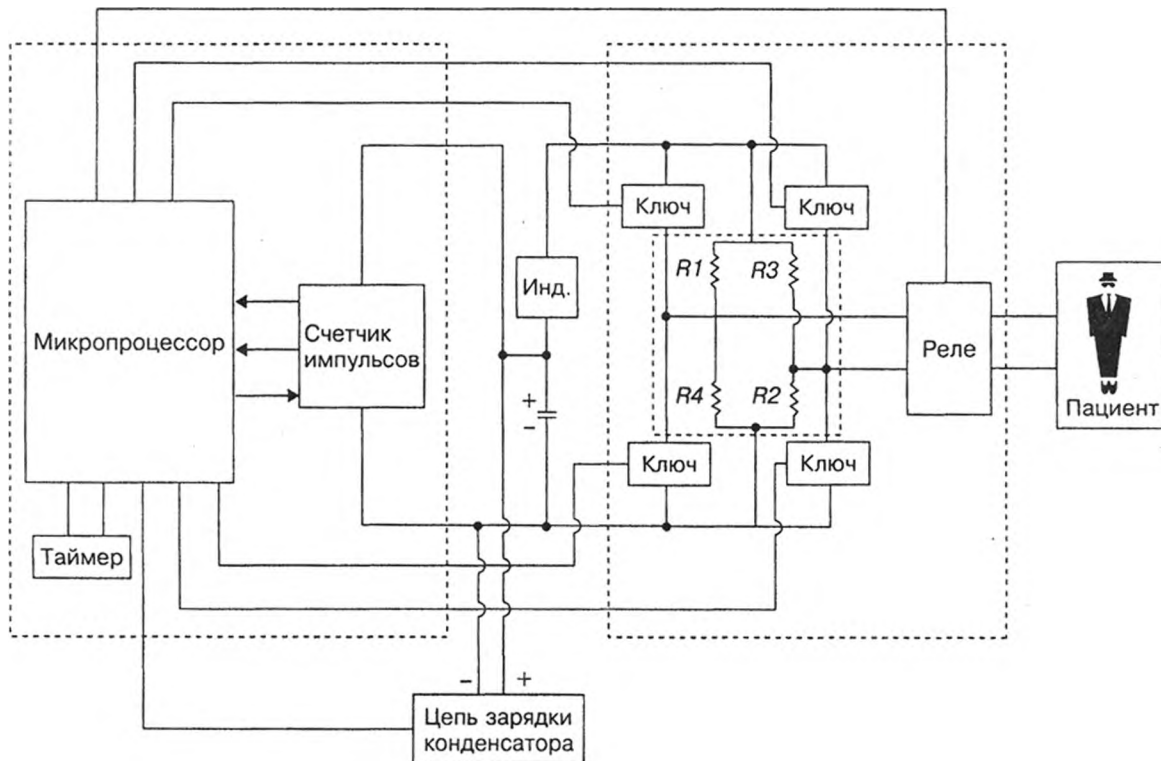 Ключ
Ключ
R1
R3
Инд.
Микропроцессор
Счетчик
импульсов
Реле
R4
R2
Пациент
+
−
Ключ
Ключ
Таймер
−
+
Цепь зарядки
конденсатора